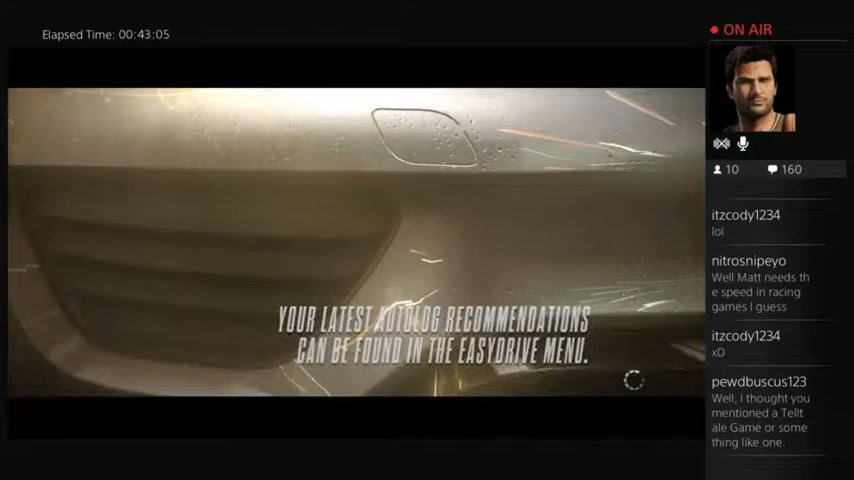 Elapsed Time: 00:43:05
ON AIR
10 160
YOUR LATEST AUTOLOG RECOMMENDATIONS
CAN BE FOUND IN THE EASYDRIVE MENU.
itzcody1234
lol
nitrosnipeyo
Well Matt needs th
e speed in racing
games I guess
itzcody1234
xD
pewdbuscus123
Well, I thought you
mentioned a Tellt
ale Game or some
thing like one.